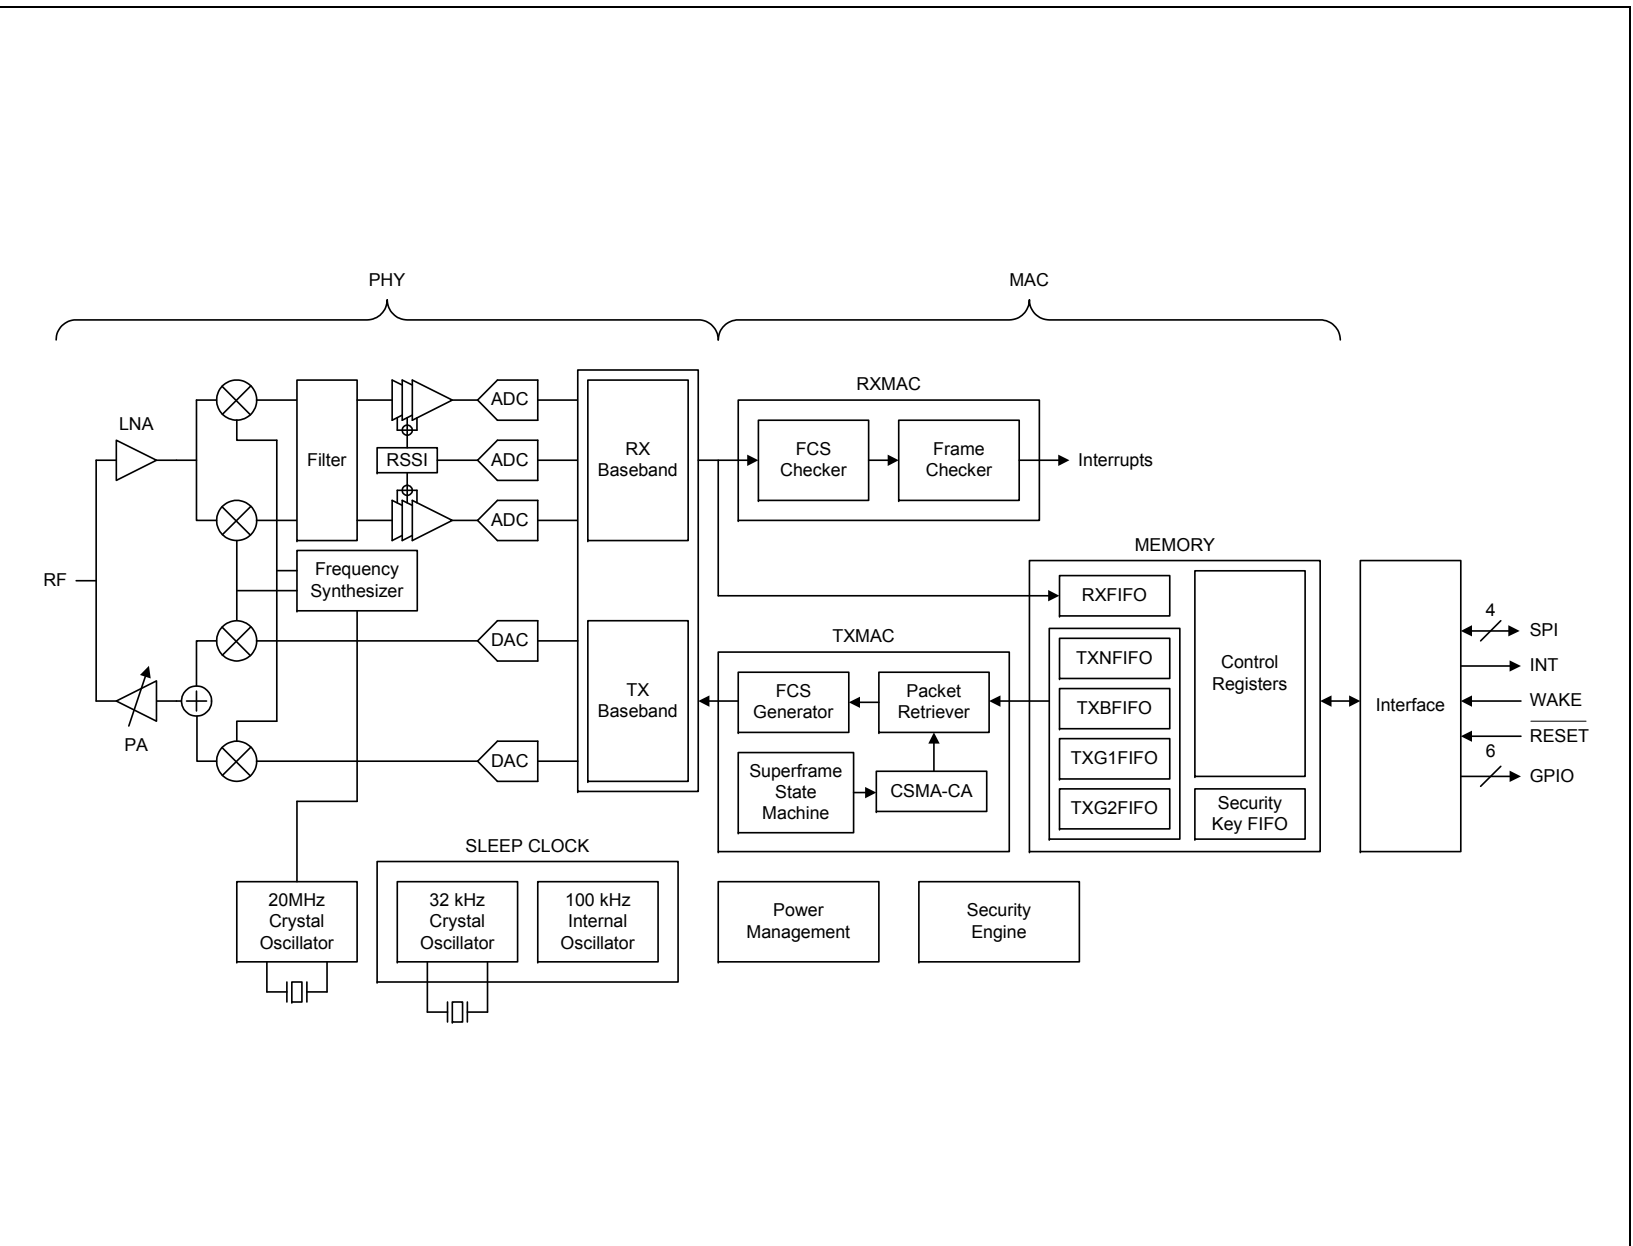 PHY
MAC
LNA
RF
PA
Filter
RSSI
ADC
ADC
ADC
Frequency
Synthesizer
DAC
DAC
RX
Baseband
TX
Baseband
RXMAC
FCS
Checker
Frame
Checker
Interrupts
TXMAC
FCS
Generator
Packet
Retriever
Superframe
State
Machine
CSMA-CA
MEMORY
RXFIFO
TXNFIFO
TXBFIFO
TXG1FIFO
TXG2FIFO
Control
Registers
Security
Key FIFO
Interface
4
SPI
INT
WAKE
RESET
6
GPIO
20MHz
Crystal
Oscillator
SLEEP CLOCK
32 kHz
Crystal
Oscillator
100 kHz
Internal
Oscillator
Power
Management
Security
Engine